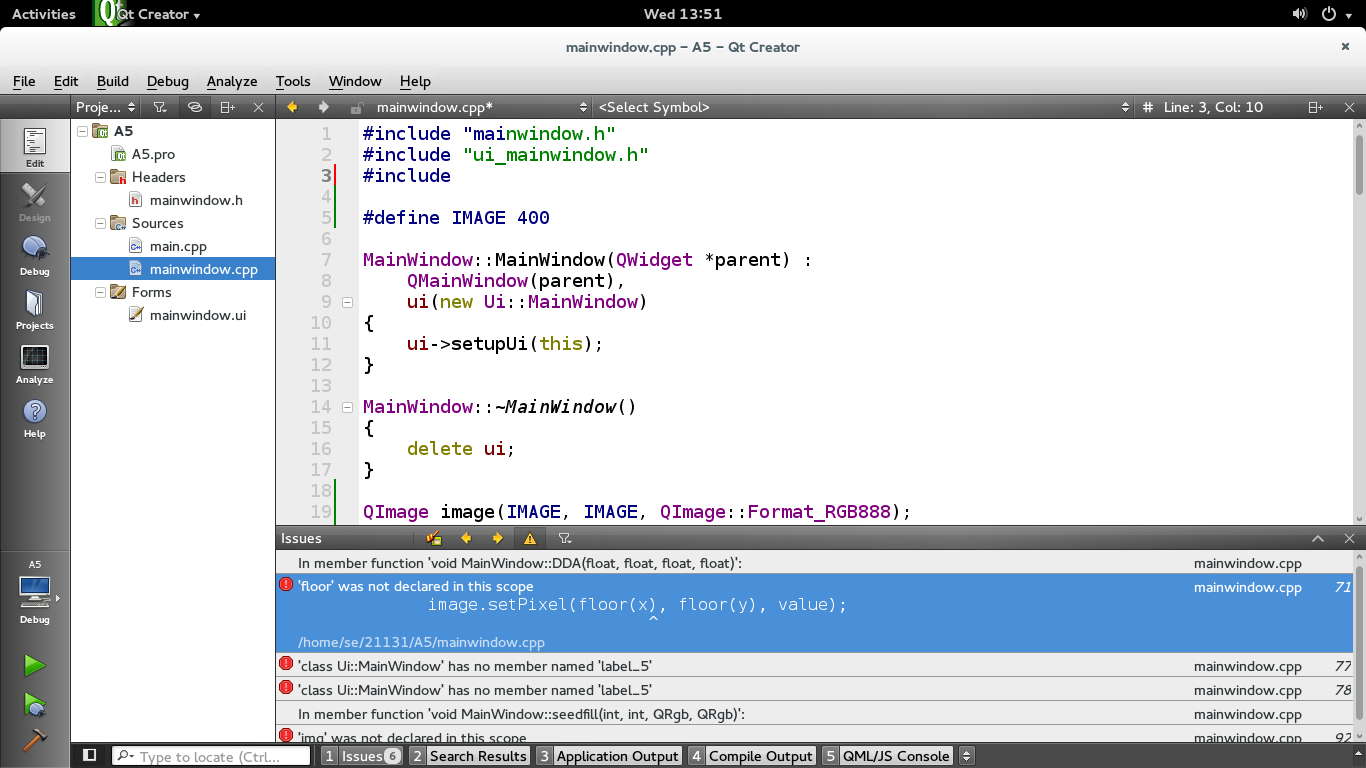 Activities Qt Creator Wed 13:51
mainwindow.cpp - A5 - Qt Creator
File Edit Build Debug Analyze Tools Window Help
Proje... mainwindow.cpp* <Select Symbol> # Line: 3, Col: 10
Edit
Design
Debug
Projects
Analyze
Help
A5
Debug
A5
A5.pro
Headers
mainwindow.h
Sources
main.cpp
mainwindow.cpp
Forms
mainwindow.ui
1 #include "mainwindow.h"
2 #include "ui_mainwindow.h"
3 #include
4
5 #define IMAGE 400
6
7 MainWindow::MainWindow(QWidget *parent) :
8 QMainWindow(parent),
9 ui(new Ui::MainWindow)
10 {
11 ui->setupUi(this);
12 }
13
14 MainWindow::~MainWindow()
15 {
16 delete ui;
17 }
18
19 QImage image(IMAGE, IMAGE, QImage::Format_RGB888);
Issues
In member function 'void MainWindow::DDA(float, float, float, float)': mainwindow.cpp
'floor' was not declared in this scope mainwindow.cpp 71
image.setPixel(floor(x), floor(y), value);
^
/home/se/21131/A5/mainwindow.cpp
'class Ui::MainWindow' has no member named 'label_5' mainwindow.cpp 77
'class Ui::MainWindow' has no member named 'label_5' mainwindow.cpp 78
In member function 'void MainWindow::seedfill(int, int, QRgb, QRgb)': mainwindow.cpp
'img' was not declared in this scope mainwindow.cpp 92
Type to locate (Ctrl... 1 Issues 6 2 Search Results 3 Application Output 4 Compile Output 5 QML/JS Console